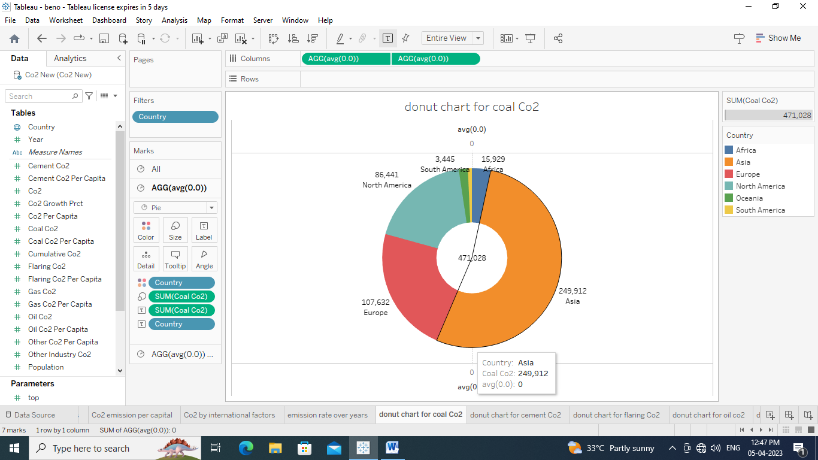 Tableau - beno - Tableau license expires in 5 days
File Data Worksheet Dashboard Story Analysis Map Format Server Window Help
Entire View
Show Me
Data Analytics
Co2 New (Co2 New)
Search
Tables
Country
Year
Abc Measure Names
Cement Co2
Cement Co2 Per Capita
Co2
Co2 Growth Prct
Co2 Per Capita
Coal Co2
Coal Co2 Per Capita
Cumulative Co2
Flaring Co2
Flaring Co2 Per Capita
Gas Co2
Gas Co2 Per Capita
Oil Co2
Oil Co2 Per Capita
Other Co2 Per Capita
Other Industry Co2
Population
Parameters
top
Pages
Filters
Country
Marks
All
AGG(avg(0.0))
Pie
Color Size Label
Detail Tooltip Angle
Country
SUM(Coal Co2)
SUM(Coal Co2)
Country
AGG(avg(0.0)) ...
Columns AGG(avg(0.0)) AGG(avg(0.0))
Rows
donut chart for coal Co2
avg(0.0)
0
3,445 15,929
South America Africa
86,441
North America
471,028
249,912
Asia
107,632
Europe
0
avg(0
Country: Asia
Coal Co2: 249,912
avg(0.0): 0
SUM(Coal Co2)
471,028
Country
Africa
Asia
Europe
North America
Oceania
South America
Data Source Co2 emission per capital Co2 by international factors emission rate over years donut chart for coal Co2 donut chart for cement Co2 donut chart for flaring Co2 donut chart for oil co2 d
7 marks 1 row by 1 column SUM of AGG(avg(0.0)): 0
Type here to search
33°C Partly sunny
ENG
12:47 PM
05-04-2023
1